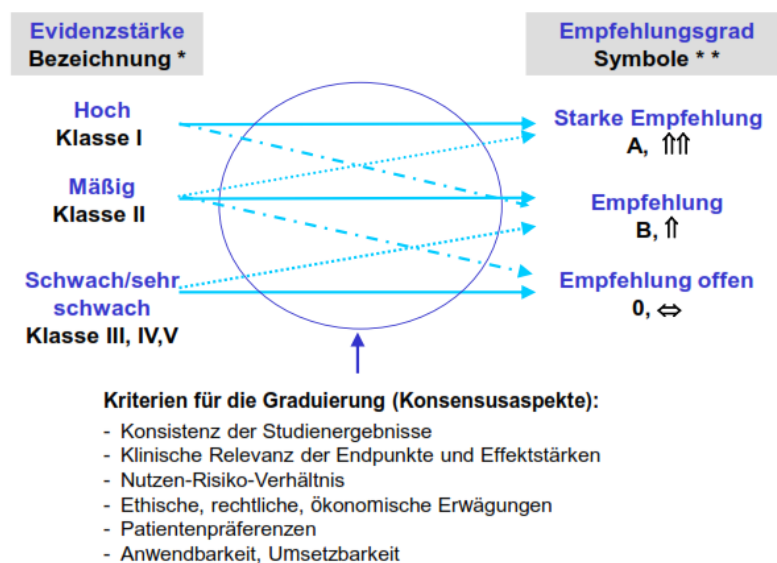 Evidenzstärke
Bezeichnung *
Empfehlungsgrad
Symbole * *
Hoch
Klasse I
Starke Empfehlung
A, ⇑⇑
Mäßig
Klasse II
Empfehlung
B, ⇑
Schwach/sehr
schwach
Klasse III, IV,V
Empfehlung offen
0, ⇔
Kriterien für die Graduierung (Konsensusaspekte):
- Konsistenz der Studienergebnisse
- Klinische Relevanz der Endpunkte und Effektstärken
- Nutzen-Risiko-Verhältnis
- Ethische, rechtliche, ökonomische Erwägungen
- Patientenpräferenzen
- Anwendbarkeit, Umsetzbarkeit